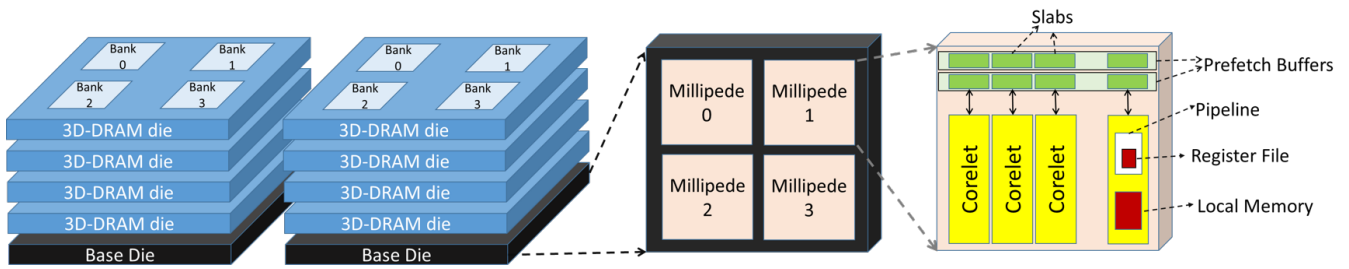 Bank
0
Bank
1
Bank
2
Bank
3
3D-DRAM die
3D-DRAM die
3D-DRAM die
3D-DRAM die
Base Die
Bank
0
Bank
1
Bank
2
Bank
3
3D-DRAM die
3D-DRAM die
3D-DRAM die
3D-DRAM die
Base Die
Millipede
0
Millipede
1
Millipede
2
Millipede
3
Slabs
Prefetch Buffers
Pipeline
Register File
Local Memory
Corelet
Corelet
Corelet